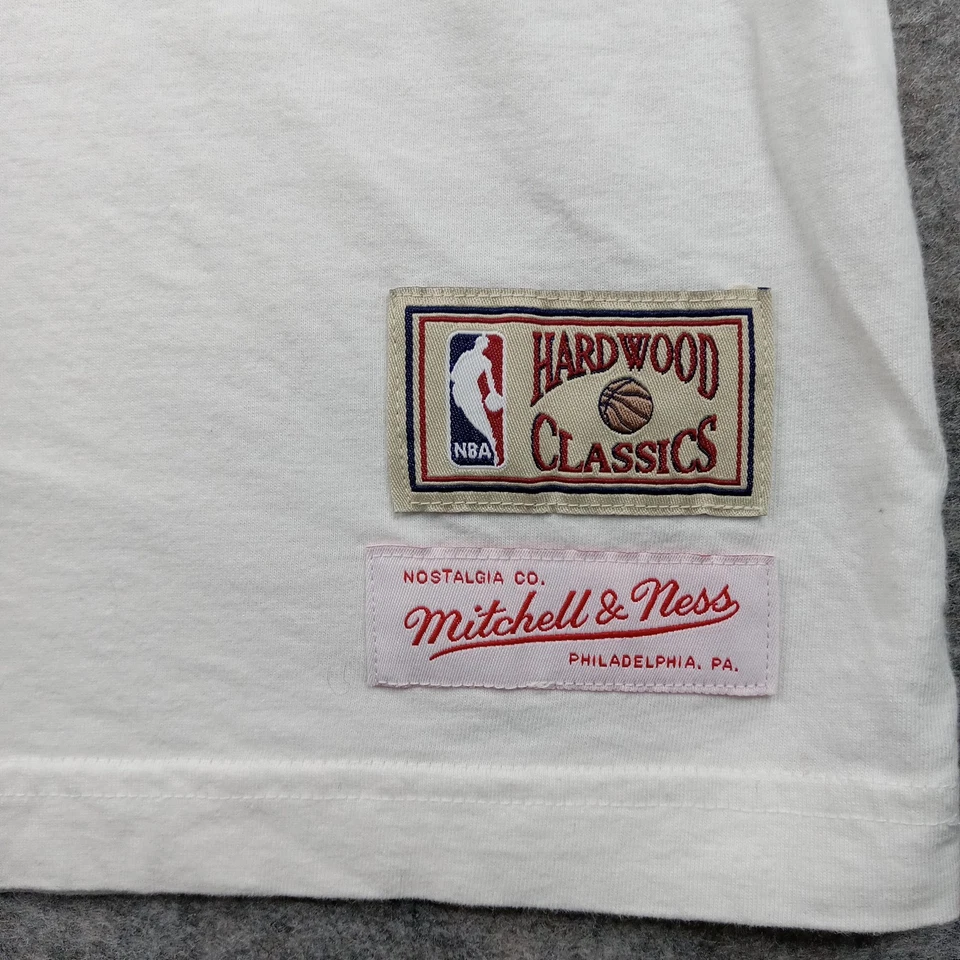 HARDWOOD
NBA
CLASSICS
NOSTALGIA CO.
Mitchell & Ness
PHILADELPHIA, PA.